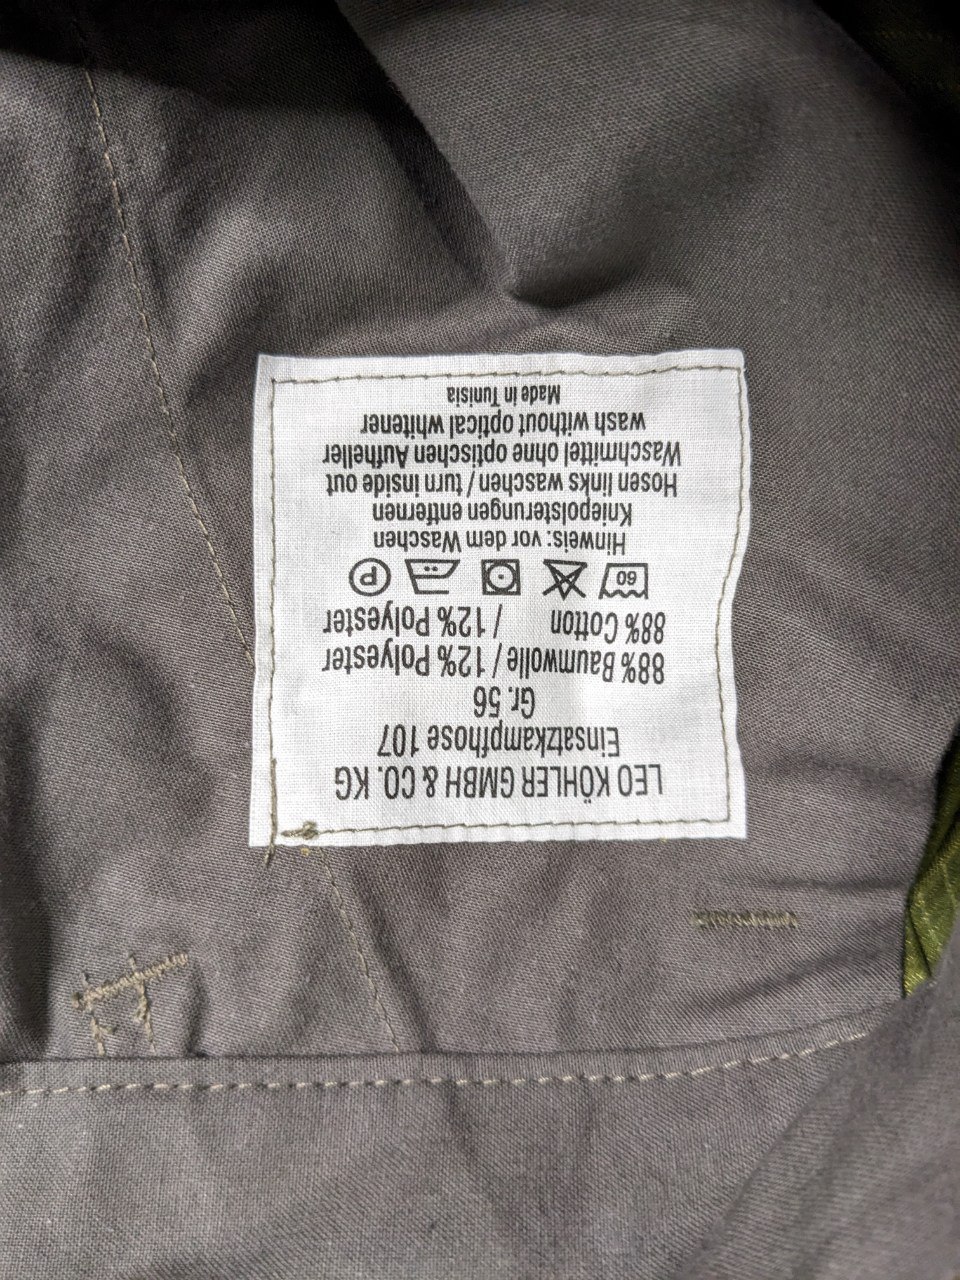 LEO KÖHLER GMBH & CO. KG
Einsatzkampfhose 107
Gr. 56
88% Baumwolle / 12% Polyester
88% Cotton / 12% Polyester
60 P
Hinweis: vor dem Waschen
Kniepolsterungen entfernen
Hosen links waschen / turn inside out
Waschmittel ohne optischen Aufheller
wash without optical whitener
Made in Tunisia